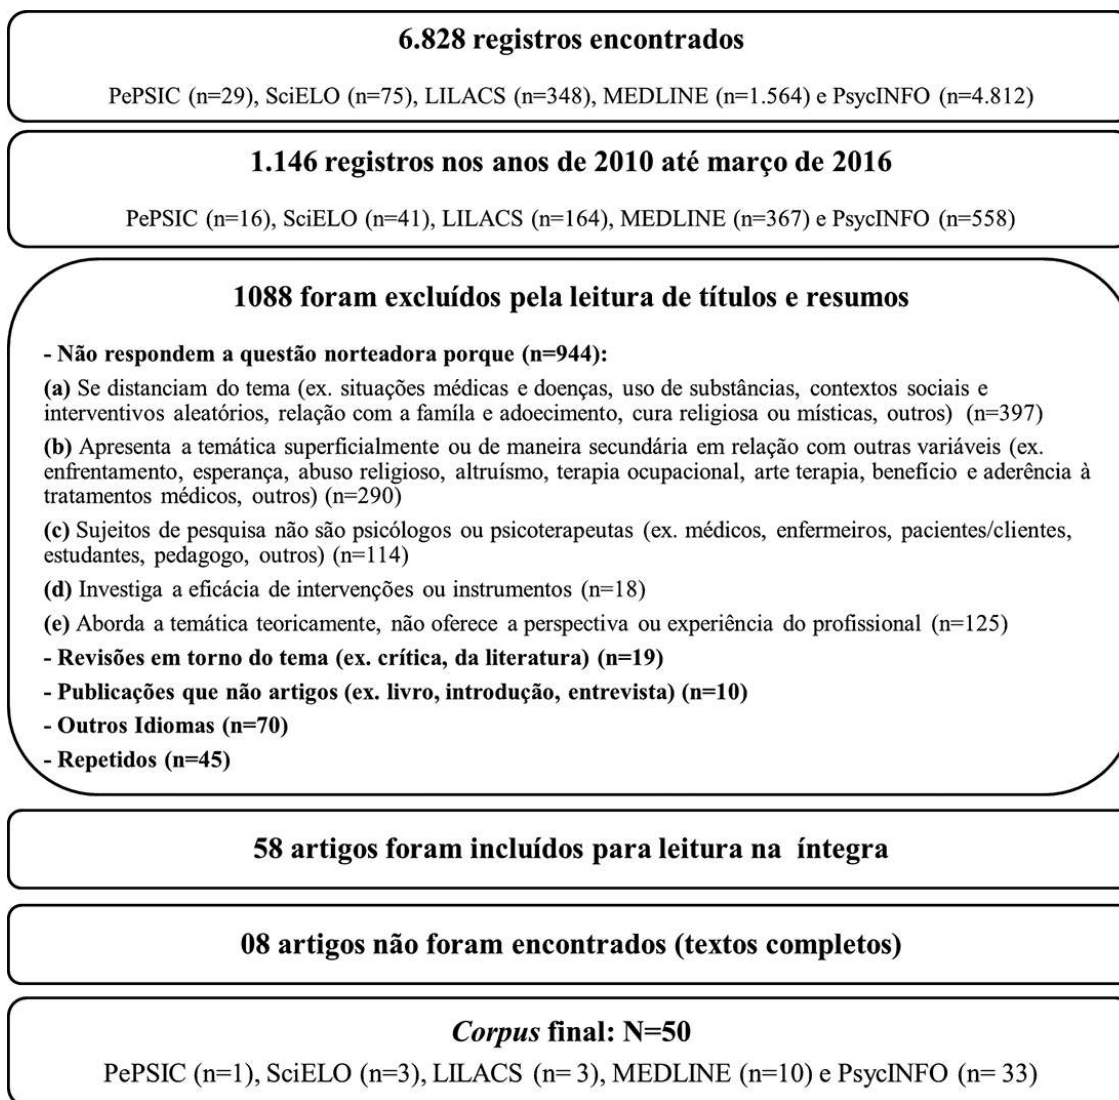 6.828 registros encontrados
PePSIC (n=29), SciELO (n=75), LILACS (n=348), MEDLINE (n=1.564) e PsycINFO (n=4.812)
1.146 registros nos anos de 2010 até março de 2016
PePSIC (n=16), SciELO (n=41), LILACS (n=164), MEDLINE (n=367) e PsycINFO (n=558)
1088 foram excluídos pela leitura de títulos e resumos
- Não respondem a questão norteadora porque (n=944):
(a) Se distanciam do tema (ex. situações médicas e doenças, uso de substâncias, contextos sociais e
interventivos aleatórios, relação com a famíla e adoecimento, cura religiosa ou místicas, outros) (n=397)
(b) Apresenta a temática superficialmente ou de maneira secundária em relação com outras variáveis (ex.
enfrentamento, esperança, abuso religioso, altruísmo, terapia ocupacional, arte terapia, benefício e aderência à
tratamentos médicos, outros) (n=290)
(c) Sujeitos de pesquisa não são psicólogos ou psicoterapeutas (ex. médicos, enfermeiros, pacientes/clientes,
estudantes, pedagogo, outros) (n=114)
(d) Investiga a eficácia de intervenções ou instrumentos (n=18)
(e) Aborda a temática teoricamente, não oferece a perspectiva ou experiência do profissional (n=125)
- Revisões em torno do tema (ex. crítica, da literatura) (n=19)
- Publicações que não artigos (ex. livro, introdução, entrevista) (n=10)
- Outros Idiomas (n=70)
- Repetidos (n=45)
58 artigos foram incluídos para leitura na íntegra
08 artigos não foram encontrados (textos completos)
Corpus final: N=50
PePSIC (n=1), SciELO (n=3), LILACS (n= 3), MEDLINE (n=10) e PsycINFO (n= 33)